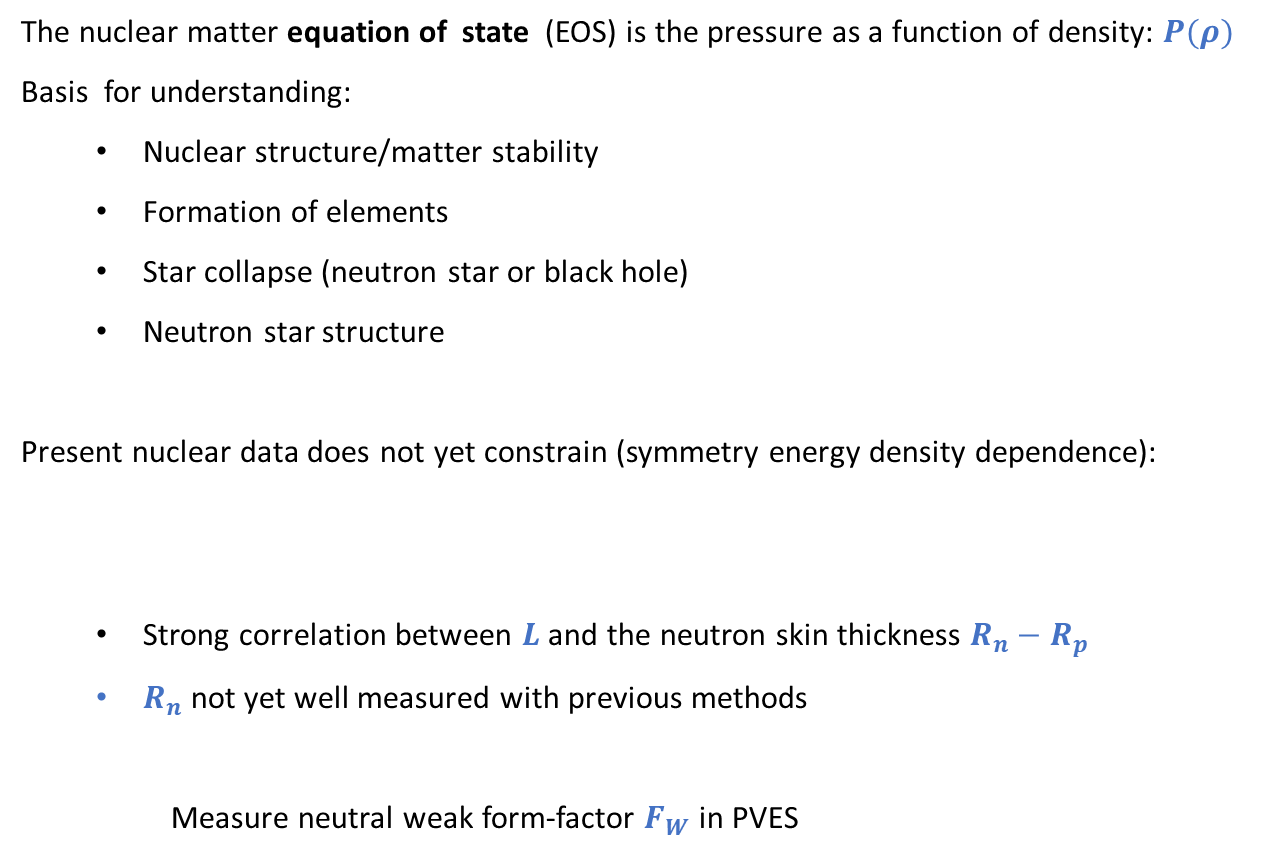 The nuclear matter equation of state (EOS) is the pressure as a function of density: P(ρ)
Basis for understanding:
• Nuclear structure/matter stability
• Formation of elements
• Star collapse (neutron star or black hole)
• Neutron star structure
Present nuclear data does not yet constrain (symmetry energy density dependence):
• Strong correlation between L and the neutron skin thickness Rₙ − Rₚ
• Rₙ not yet well measured with previous methods
Measure neutral weak form-factor F_W in PVES